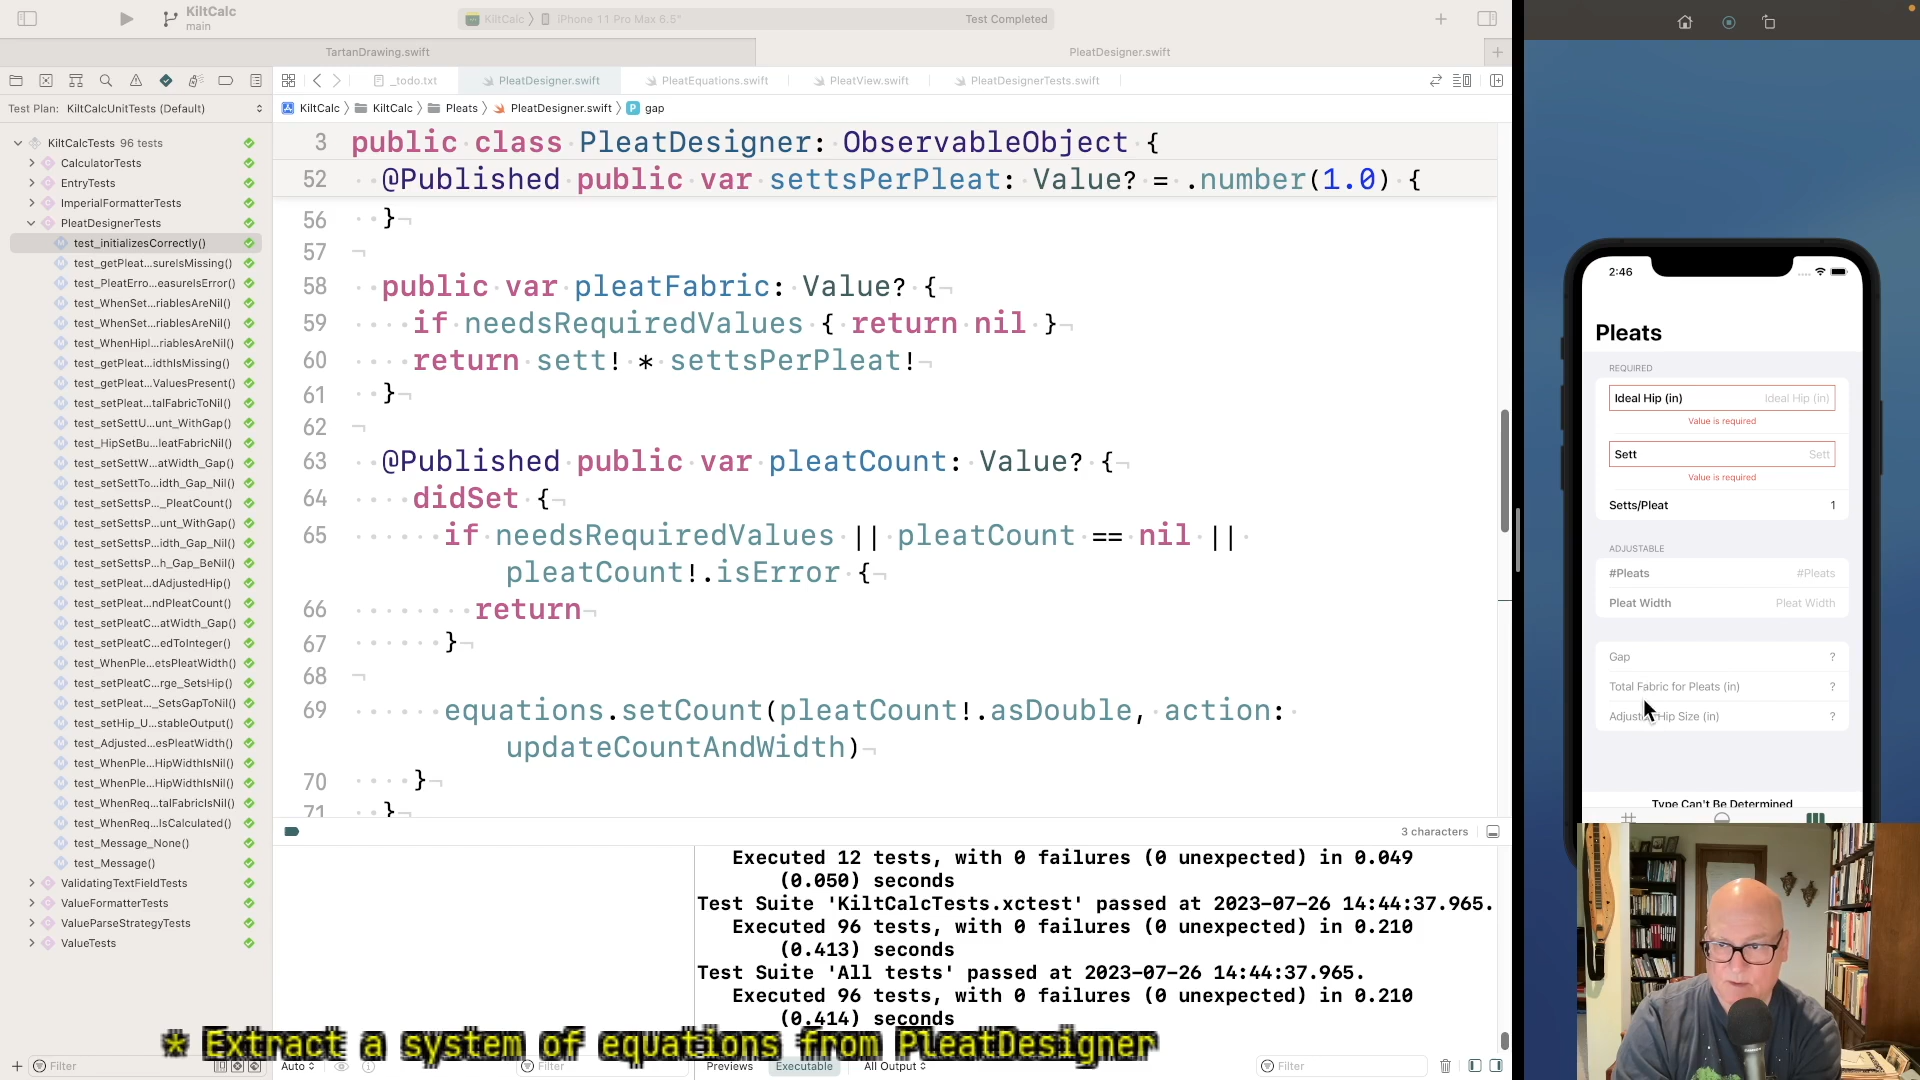 KiltCalc
main
KiltCalc
iPhone 11 Pro Max 6.5"
Test Completed
TartanDrawing.swift
PleatDesigner.swift
_todo.txt
PleatDesigner.swift
PleatEquations.swift
PleatView.swift
PleatDesignerTests.swift
Test Plan: KiltCalcUnitTests (Default)
KiltCalc
KiltCalc
Pleats
PleatDesigner.swift
P gap
KiltCalcTests 96 tests
CalculatorTests
EntryTests
ImperialFormatterTests
PleatDesignerTests
test_initializesCorrectly()
test_getPleat...sureIsMissing()
test_PleatErro...easureIsError()
test_WhenSet...riablesAreNil()
test_WhenSet...riablesAreNil()
test_WhenHipI...riablesAreNil()
test_getPleat...idthIsMissing()
test_getPleat...ValuesPresent()
test_setPleat...talFabricToNil()
test_setSettU...unt_WithGap()
test_HipSetBu...leatFabricNil()
test_setSettW...atWidth_Gap()
test_setSettTo...idth_Gap_Nil()
test_setSettsP..._PleatCount()
test_setSettsP...unt_WithGap()
test_setSettsP...idth_Gap_Nil()
test_setSettsP...h_Gap_BeNil()
test_setPleat...dAdjustedHip()
test_setPleat...ndPleatCount()
test_setPleatC...atWidth_Gap()
test_setPleatC...edToInteger()
test_WhenPle...etsPleatWidth()
test_setPleatC...rge_SetsHip()
test_setPleat..._SetsGapToNil()
test_setHip_U...stableOutput()
test_Adjusted...esPleatWidth()
test_WhenPle...HipWidthIsNil()
test_WhenPle...HipWidthIsNil()
test_WhenReq...talFabricIsNil()
test_WhenReq...IsCalculated()
test_Message_None()
test_Message()
ValidatingTextFieldTests
ValueFormatterTests
ValueParseStrategyTests
ValueTests
3 public class PleatDesigner: ObservableObject {
52 @Published public var settsPerPleat: Value? = .number(1.0) {
56 }
57
58 public var pleatFabric: Value? {
59 if needsRequiredValues { return nil }
60 return sett! * settsPerPleat!
61 }
62
63 @Published public var pleatCount: Value? {
64 didSet {
65 if needsRequiredValues || pleatCount == nil ||
pleatCount!.isError {
66 return
67 }
68
69 equations.setCount(pleatCount!.asDouble, action:
updateCountAndWidth)
70 }
71 }
3 characters
Executed 12 tests, with 0 failures (0 unexpected) in 0.049
(0.050) seconds
Test Suite 'KiltCalcTests.xctest' passed at 2023-07-26 14:44:37.965.
Executed 96 tests, with 0 failures (0 unexpected) in 0.210
(0.413) seconds
Test Suite 'All tests' passed at 2023-07-26 14:44:37.965.
Executed 96 tests, with 0 failures (0 unexpected) in 0.210
(0.414) seconds
* Extract a system of equations from PleatDesigner
Filter
Auto
Filter
Previews
Executable
All Output
Filter
2:46
Pleats
REQUIRED
Ideal Hip (in) Ideal Hip (in)
Value is required
Sett Sett
Value is required
Setts/Pleat 1
ADJUSTABLE
#Pleats #Pleats
Pleat Width Pleat Width
Gap ?
Total Fabric for Pleats (in) ?
Hip Size (in) ?
Type Can't Be Determined